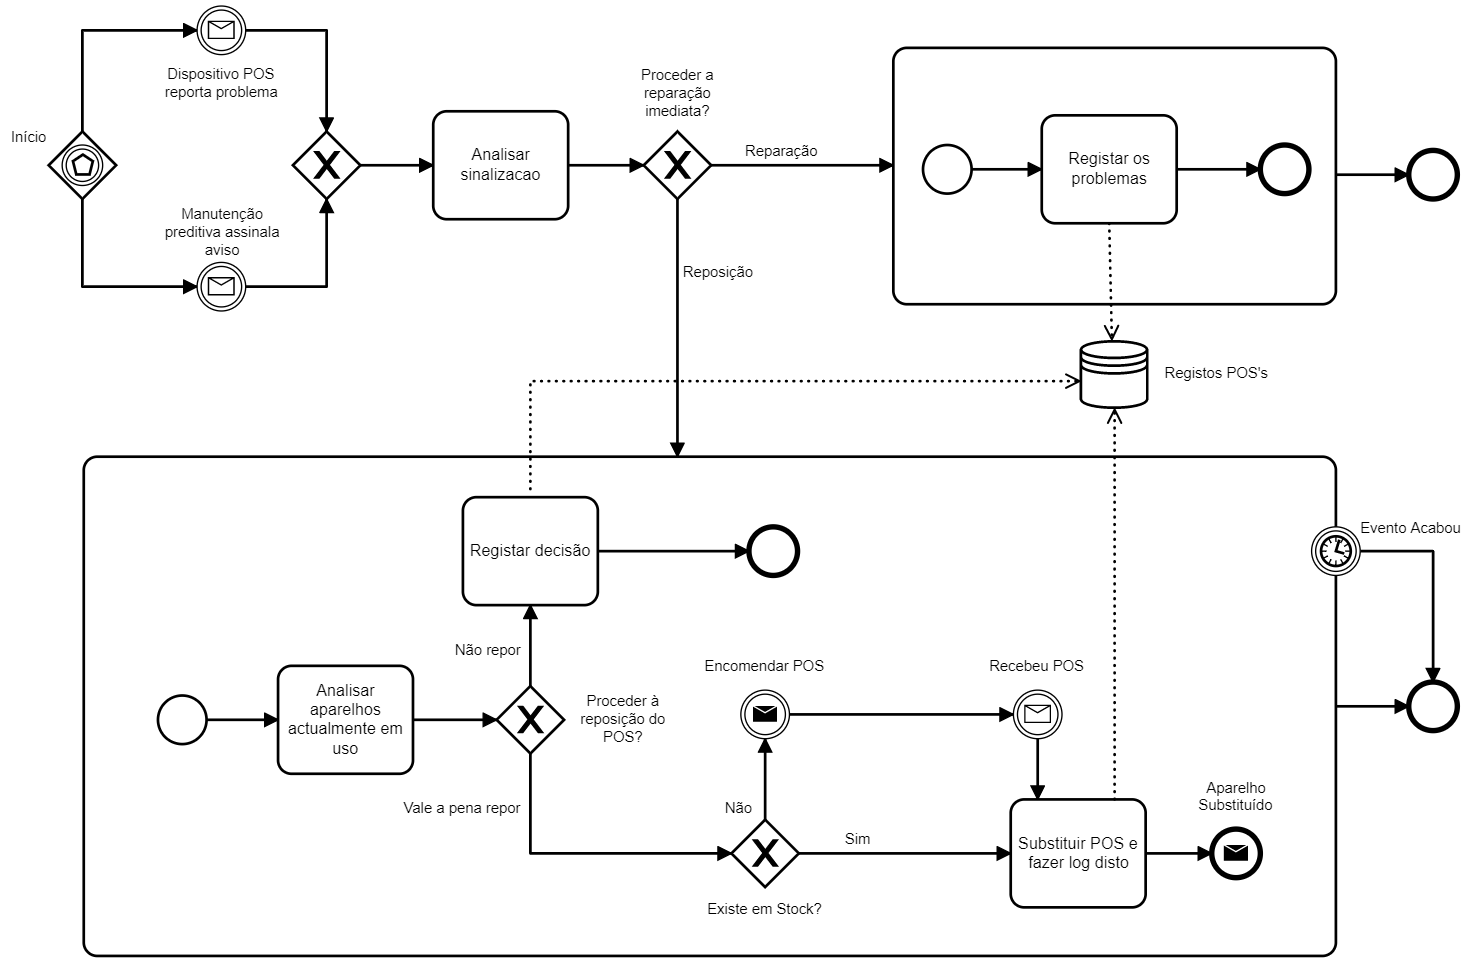 Dispositivo POS
reporta problema
Início
Manutenção
preditiva assinala
aviso
Analisar
sinalizacao
Proceder a
reparação
imediata?
Reparação
Reposição
Registar os
problemas
Registos POS's
Evento Acabou
Registar decisão
Não repor
Analisar
aparelhos
actualmente em
uso
Proceder à
reposição do
POS?
Vale a pena repor
Encomendar POS
Recebeu POS
Não
Sim
Existe em Stock?
Substituir POS e
fazer log disto
Aparelho
Substituído